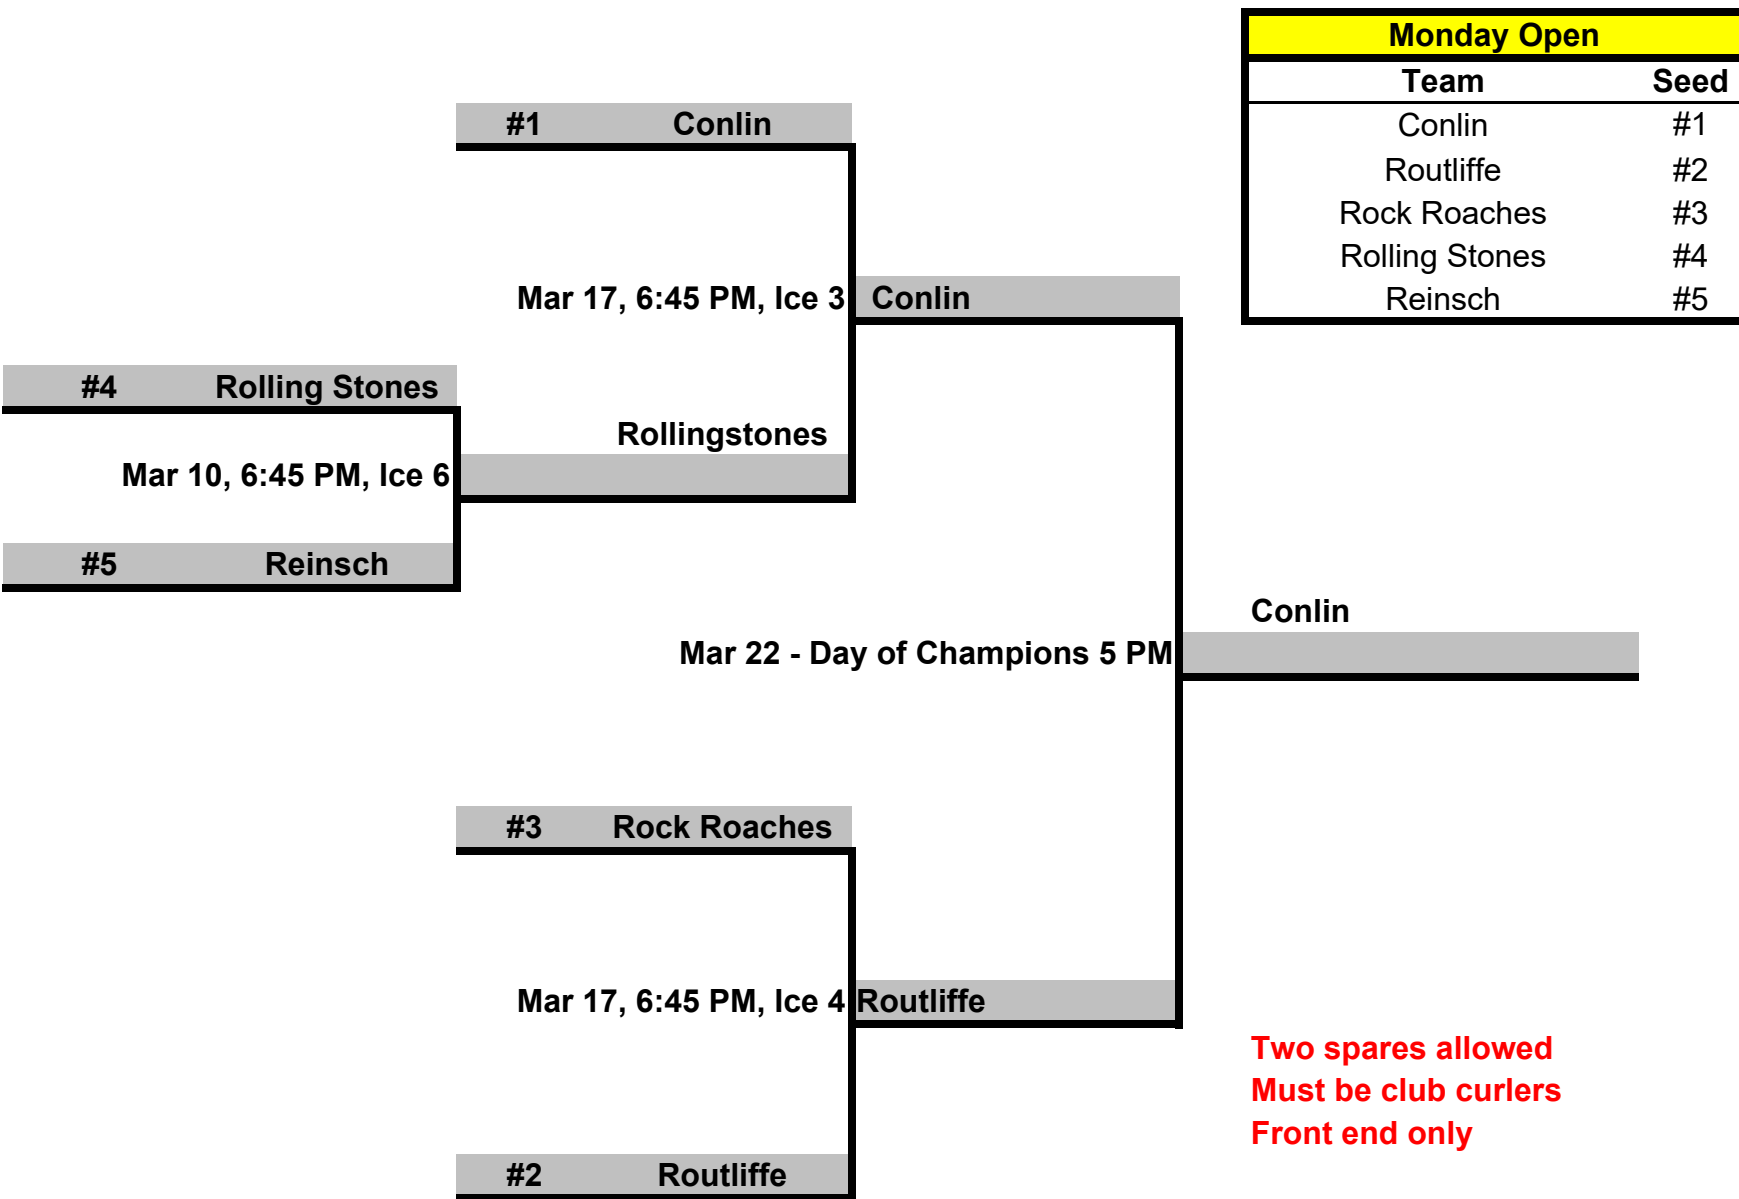 Monday Open
Team Seed
Conlin #1
Routliffe #2
Rock Roaches #3
Rolling Stones #4
Reinsch #5
#1 Conlin
Mar 17, 6:45 PM, Ice 3 Conlin
#4 Rolling Stones
Rollingstones
Mar 10, 6:45 PM, Ice 6
#5 Reinsch
Conlin
Mar 22 - Day of Champions 5 PM
#3 Rock Roaches
Mar 17, 6:45 PM, Ice 4 Routliffe
Two spares allowed
Must be club curlers
Front end only
#2 Routliffe